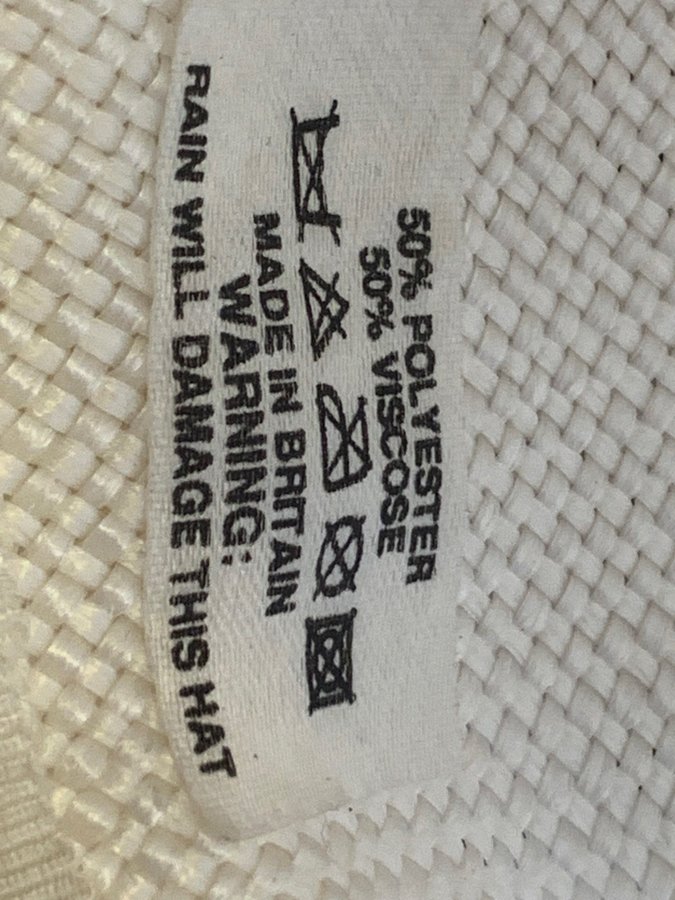 50% POLYESTER
50% VISCOSE
MADE IN BRITAIN
WARNING:
RAIN WILL DAMAGE THIS HAT